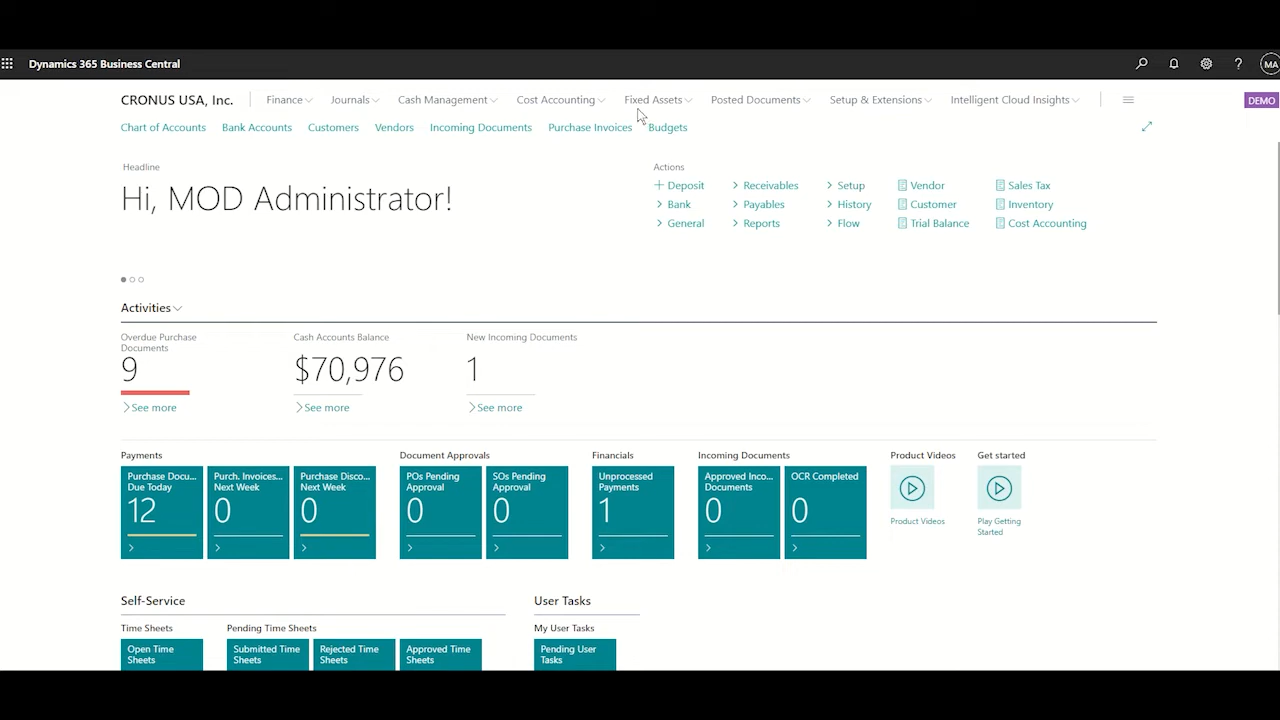 Dynamics 365 Business Central
MA
CRONUS USA, Inc.
Finance
Journals
Cash Management
Cost Accounting
Fixed Assets
Posted Documents
Setup & Extensions
Intelligent Cloud Insights
DEMO
Chart of Accounts
Bank Accounts
Customers
Vendors
Incoming Documents
Purchase Invoices
Budgets
Headline
Hi, MOD Administrator!
Actions
Deposit
Receivables
Setup
Vendor
Sales Tax
Bank
Payables
History
Customer
Inventory
General
Reports
Flow
Trial Balance
Cost Accounting
Activities
Overdue Purchase
Documents
9
See more
Cash Accounts Balance
$70,976
See more
New Incoming Documents
1
See more
Payments
Purchase Docu...
Due Today
12
Purch. Invoices...
Next Week
0
Purchase Disco...
Next Week
0
Document Approvals
POs Pending
Approval
0
SOs Pending
Approval
0
Financials
Unprocessed
Payments
1
Incoming Documents
Approved Inco...
Documents
0
OCR Completed
0
Product Videos
Product Videos
Get started
Play Getting
Started
Self-Service
Time Sheets
Open Time
Sheets
Pending Time Sheets
Submitted Time
Sheets
Rejected Time
Sheets
Approved Time
Sheets
User Tasks
My User Tasks
Pending User
Tasks